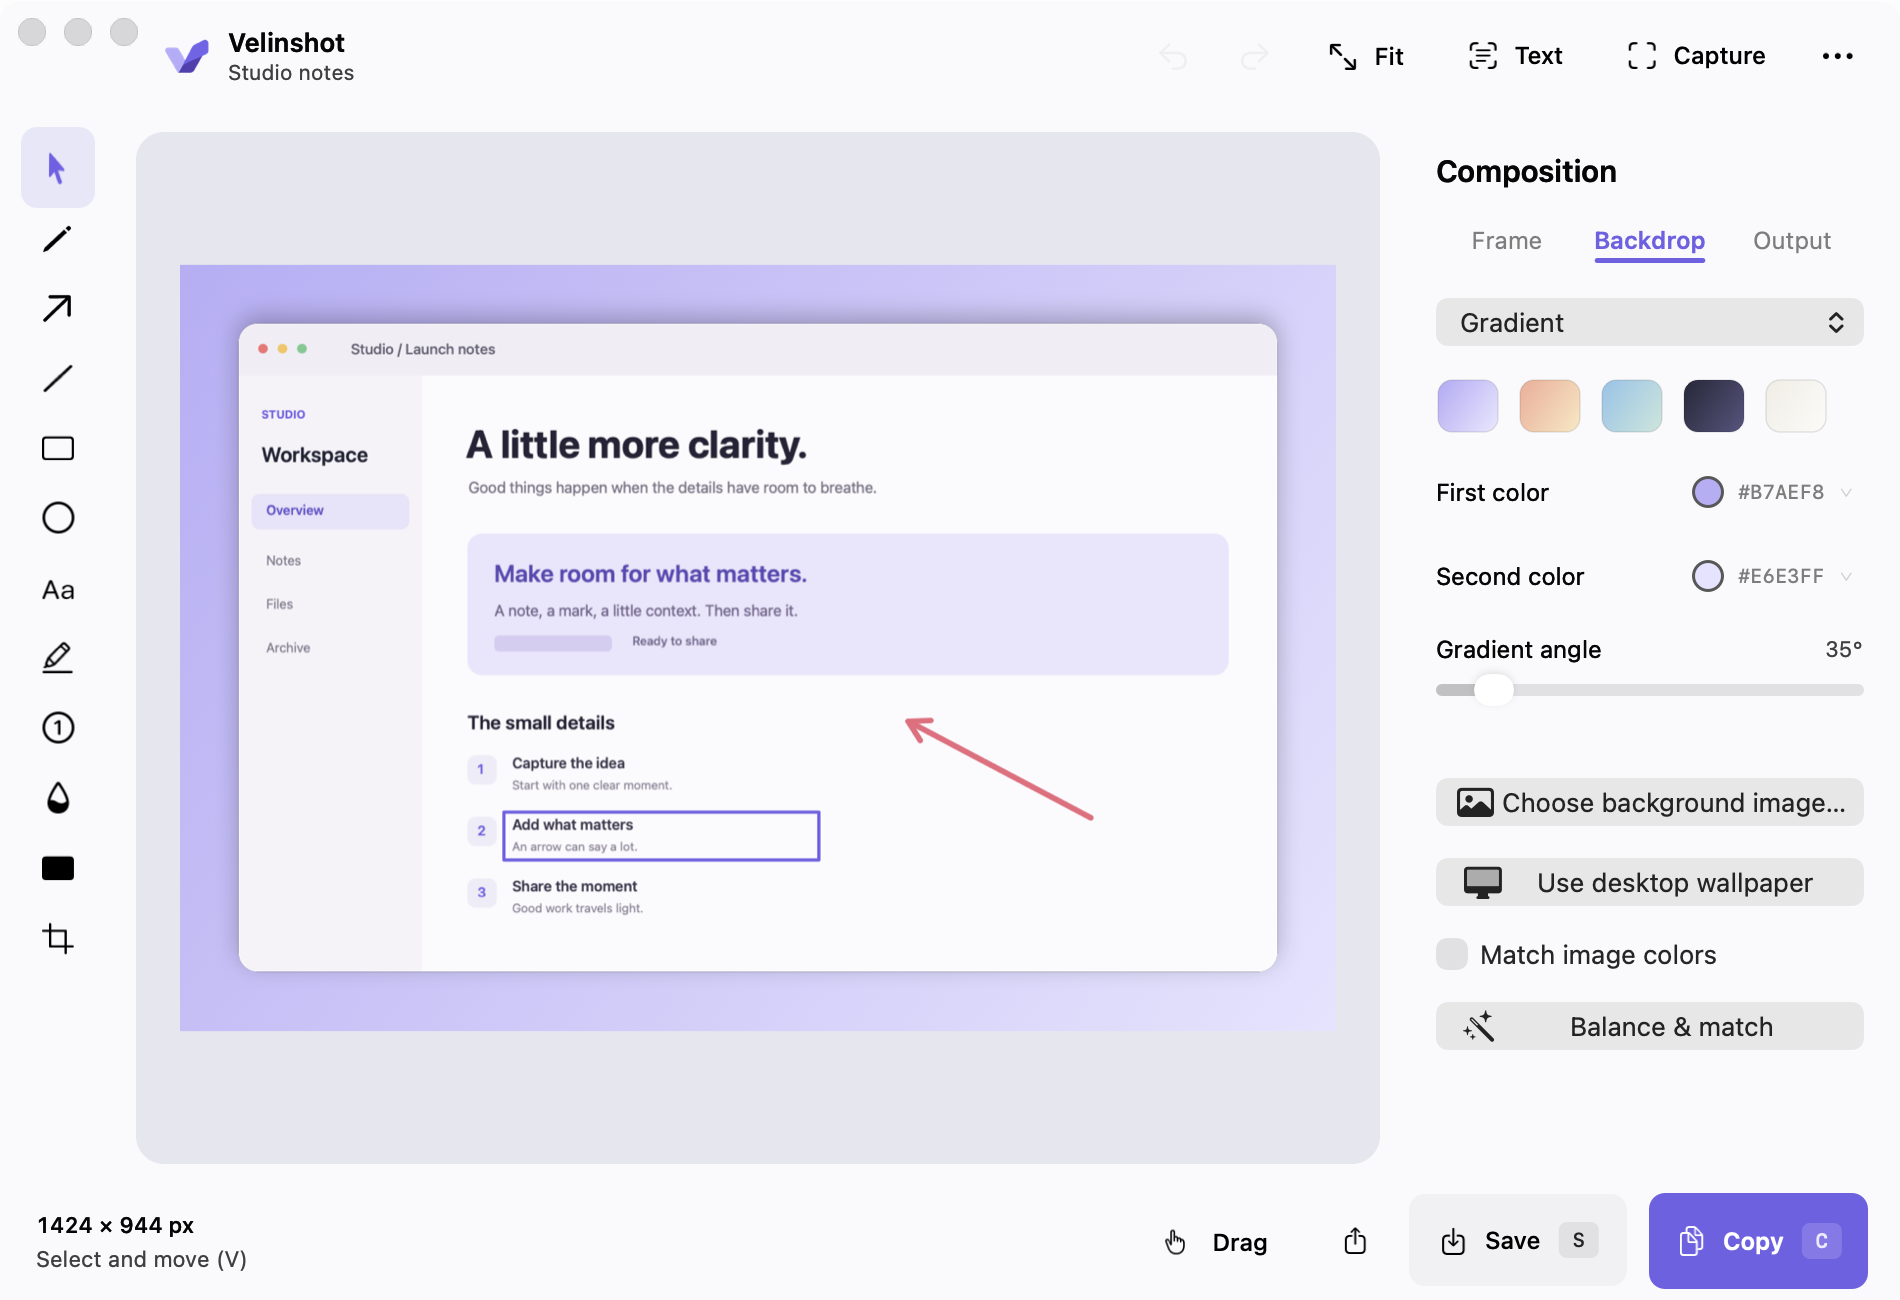 Velinshot
Studio notes
Fit
Text
Capture
Aa
1
Studio / Launch notes
STUDIO
Workspace
Overview
Notes
Files
Archive
A little more clarity.
Good things happen when the details have room to breathe.
Make room for what matters.
A note, a mark, a little context. Then share it.
Ready to share
The small details
1
Capture the idea
Start with one clear moment.
2
Add what matters
An arrow can say a lot.
3
Share the moment
Good work travels light.
Composition
Frame
Backdrop
Output
Gradient
First color
#B7AEF8
Second color
#E6E3FF
Gradient angle
35°
Choose background image...
Use desktop wallpaper
Match image colors
Balance & match
1424 × 944 px
Select and move (V)
Drag
Save
S
Copy
C